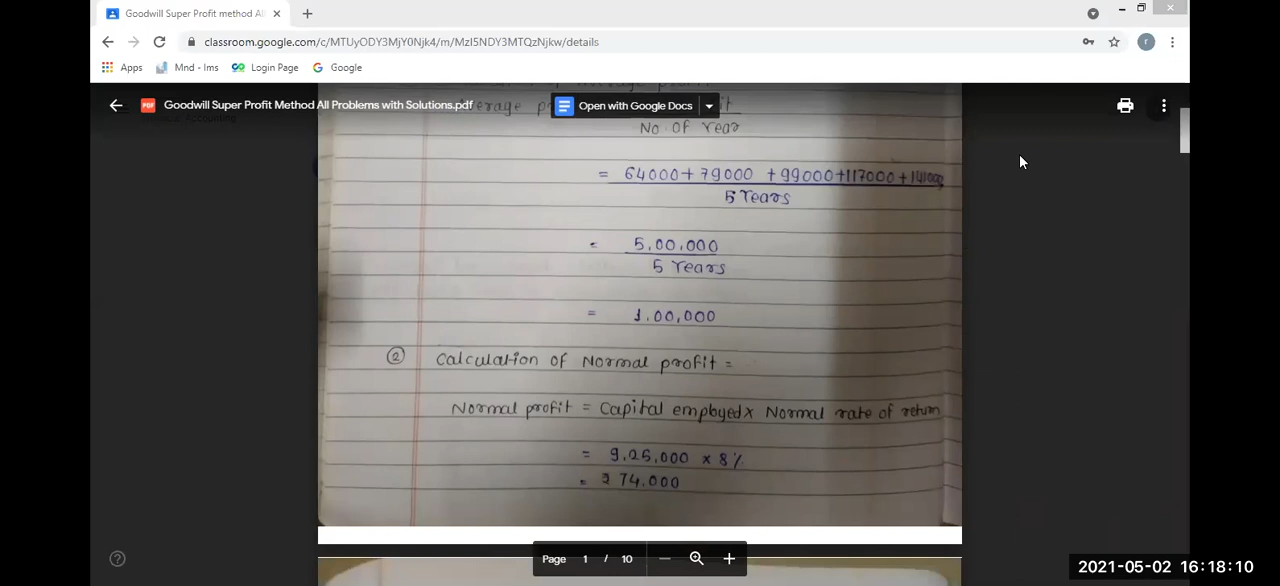 Goodwill Super Profit method Al
classroom.google.com/c/MTUyODY3MjY0Njk4/m/MzI5NDY3MTQzNjkw/details
Apps Mnd - Ims Login Page Google
Goodwill Super Profit Method All Problems with Solutions.pdf
Open with Google Docs
No. Of Year
= 64000+79000 +99000+117000+141000
5 Years
= 5,00,000
5 Years
= 1,00,000
② Calculation of Normal profit =
Normal profit = Capital employed x Normal rate of return
= 9,25,000 x 8%
= ₹ 74,000
Page 1 / 10
2021-05-02 16:18:10